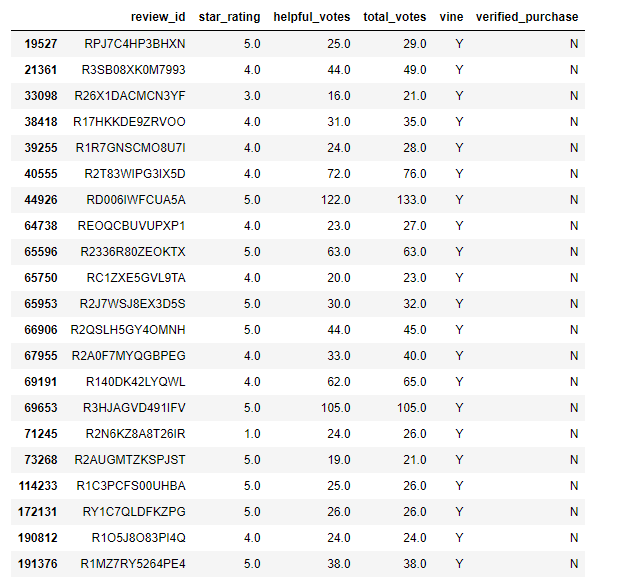 review_id star_rating helpful_votes total_votes vine verified_purchase
19527 RPJ7C4HP3BHXN 5.0 25.0 29.0 Y N
21361 R3SB08XK0M7993 4.0 44.0 49.0 Y N
33098 R26X1DACMCN3YF 3.0 16.0 21.0 Y N
38418 R17HKKDE9ZRVOO 4.0 31.0 35.0 Y N
39255 R1R7GNSCMO8U7I 4.0 24.0 28.0 Y N
40555 R2T83WIPG3IX5D 4.0 72.0 76.0 Y N
44926 RD006IWFCUA5A 5.0 122.0 133.0 Y N
64738 REOQCBUVUPXP1 4.0 23.0 27.0 Y N
65596 R2336R80ZEOKTX 5.0 63.0 63.0 Y N
65750 RC1ZXE5GVL9TA 4.0 20.0 23.0 Y N
65953 R2J7WSJ8EX3D5S 5.0 30.0 32.0 Y N
66906 R2QSLH5GY4OMNH 5.0 44.0 45.0 Y N
67955 R2A0F7MYQGBPEG 4.0 33.0 40.0 Y N
69191 R140DK42LYQWL 4.0 62.0 65.0 Y N
69653 R3HJAGVD491IFV 5.0 105.0 105.0 Y N
71245 R2N6KZ8A8T26IR 1.0 24.0 26.0 Y N
73268 R2AUGMTZKSPJST 5.0 19.0 21.0 Y N
114233 R1C3PCFS00UHBA 5.0 25.0 26.0 Y N
172131 RY1C7QLDFKZPG 5.0 26.0 26.0 Y N
190812 R1O5J8O83PI4Q 4.0 24.0 24.0 Y N
191376 R1MZ7RY5264PE4 5.0 38.0 38.0 Y N